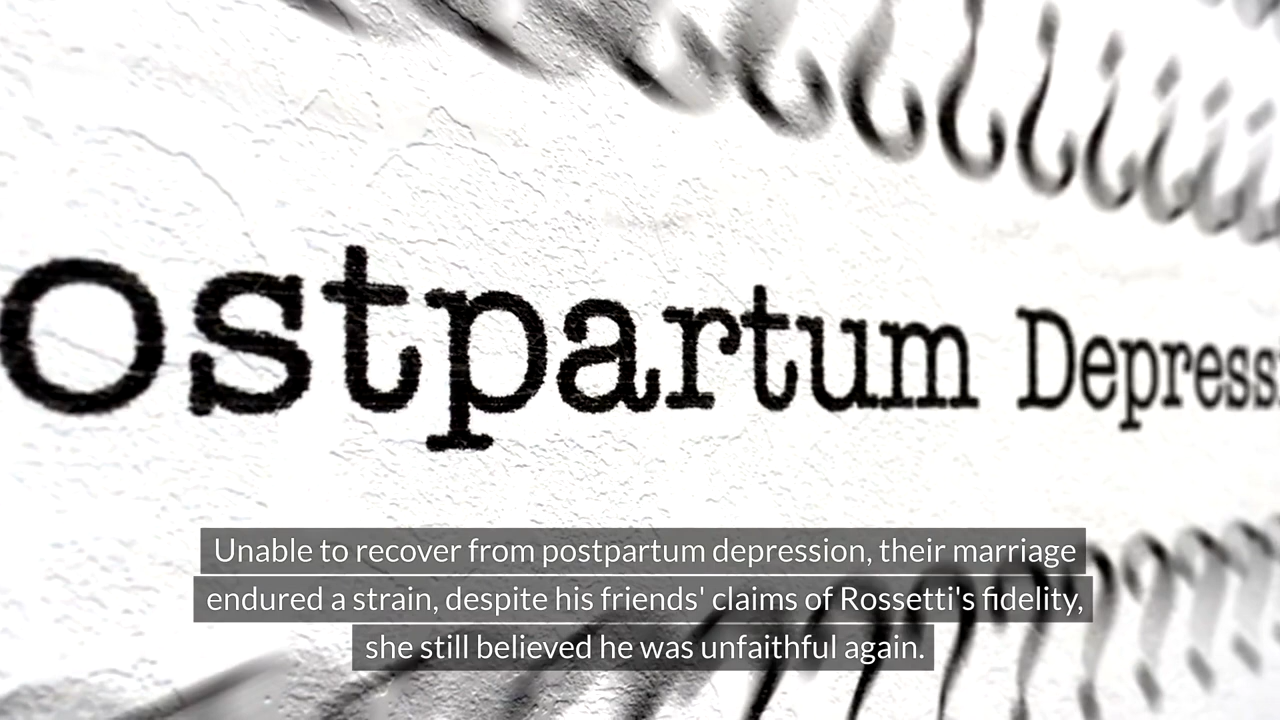 ostpartum Depressi
Unable to recover from postpartum depression, their marriage
endured a strain, despite his friends' claims of Rossetti's fidelity,
she still believed he was unfaithful again.